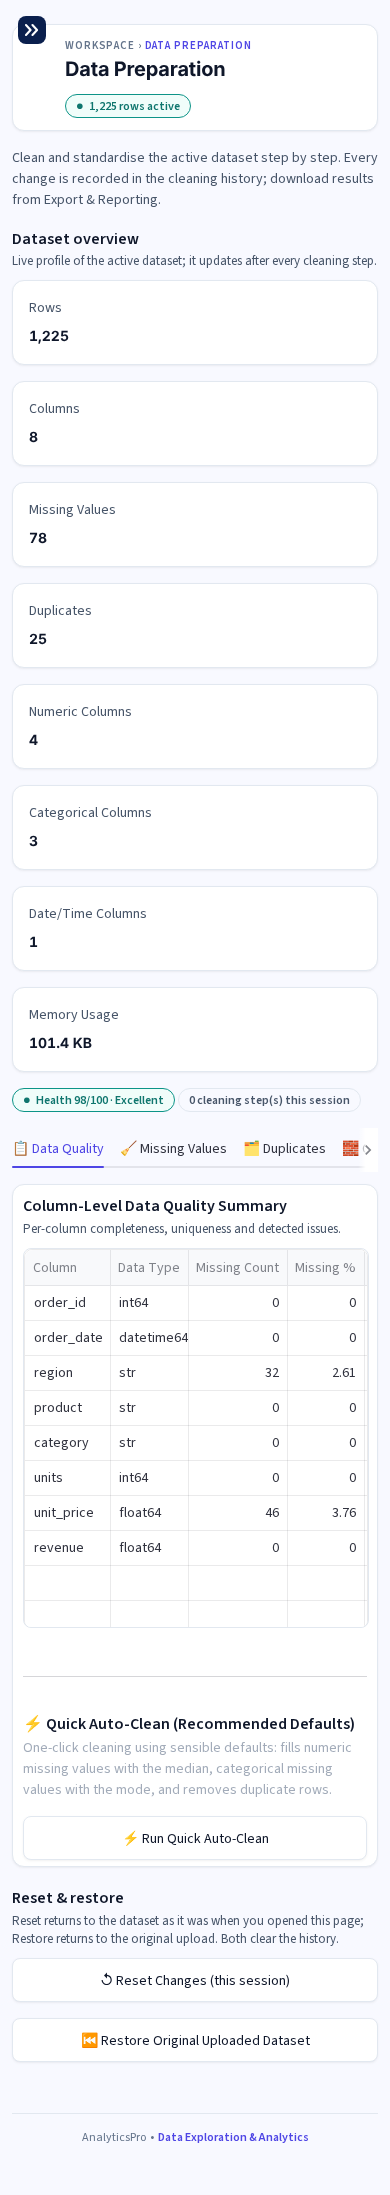 WORKSPACE › DATA PREPARATION
Data Preparation
● 1,225 rows active
Clean and standardise the active dataset step by step. Every
change is recorded in the cleaning history; download results
from Export & Reporting.
Dataset overview
Live profile of the active dataset; it updates after every cleaning step.
Rows
1,225
Columns
8
Missing Values
78
Duplicates
25
Numeric Columns
4
Categorical Columns
3
Date/Time Columns
1
Memory Usage
101.4 KB
● Health 98/100 · Excellent 0 cleaning step(s) this session
📋 Data Quality 🧹 Missing Values 🗂️ Duplicates 🧱
Column-Level Data Quality Summary
Per-column completeness, uniqueness and detected issues.
Column Data Type Missing Count Missing %
order_id int64 0 0
order_date datetime64 0 0
region str 32 2.61
product str 0 0
category str 0 0
units int64 0 0
unit_price float64 46 3.76
revenue float64 0 0
⚡ Quick Auto-Clean (Recommended Defaults)
One-click cleaning using sensible defaults: fills numeric
missing values with the median, categorical missing
values with the mode, and removes duplicate rows.
⚡ Run Quick Auto-Clean
Reset & restore
Reset returns to the dataset as it was when you opened this page;
Restore returns to the original upload. Both clear the history.
↺ Reset Changes (this session)
⏮️ Restore Original Uploaded Dataset
AnalyticsPro • Data Exploration & Analytics